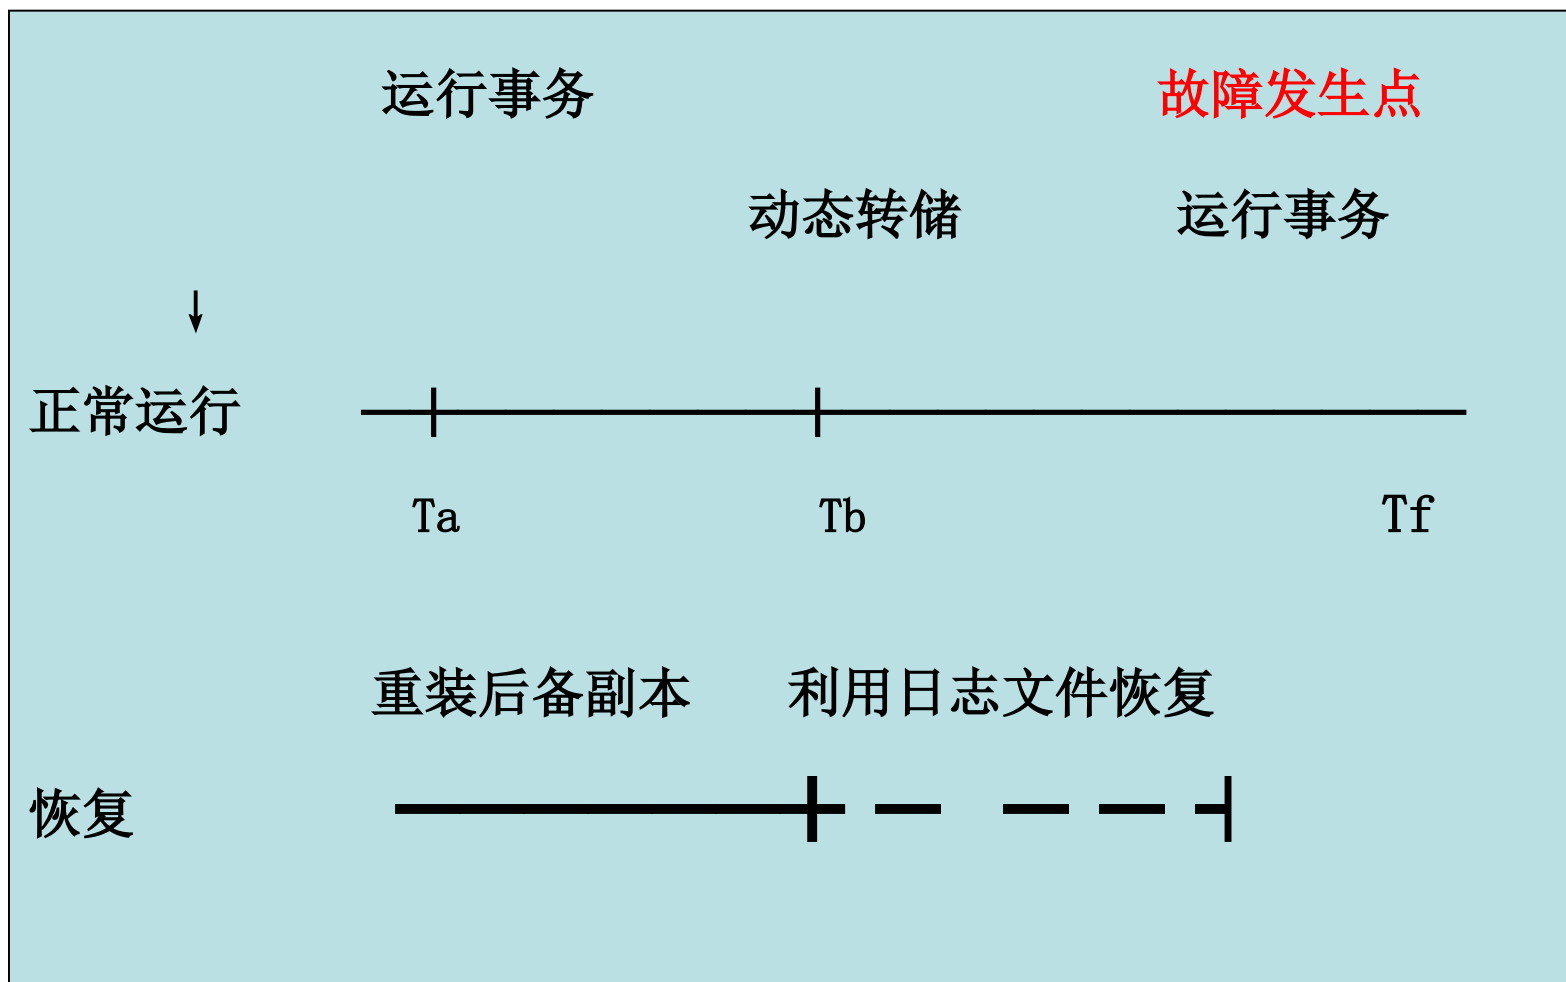 运行事务 故障发生点
动态转储 运行事务
↓
正常运行
Ta Tb Tf
重装后备副本 利用日志文件恢复
恢复